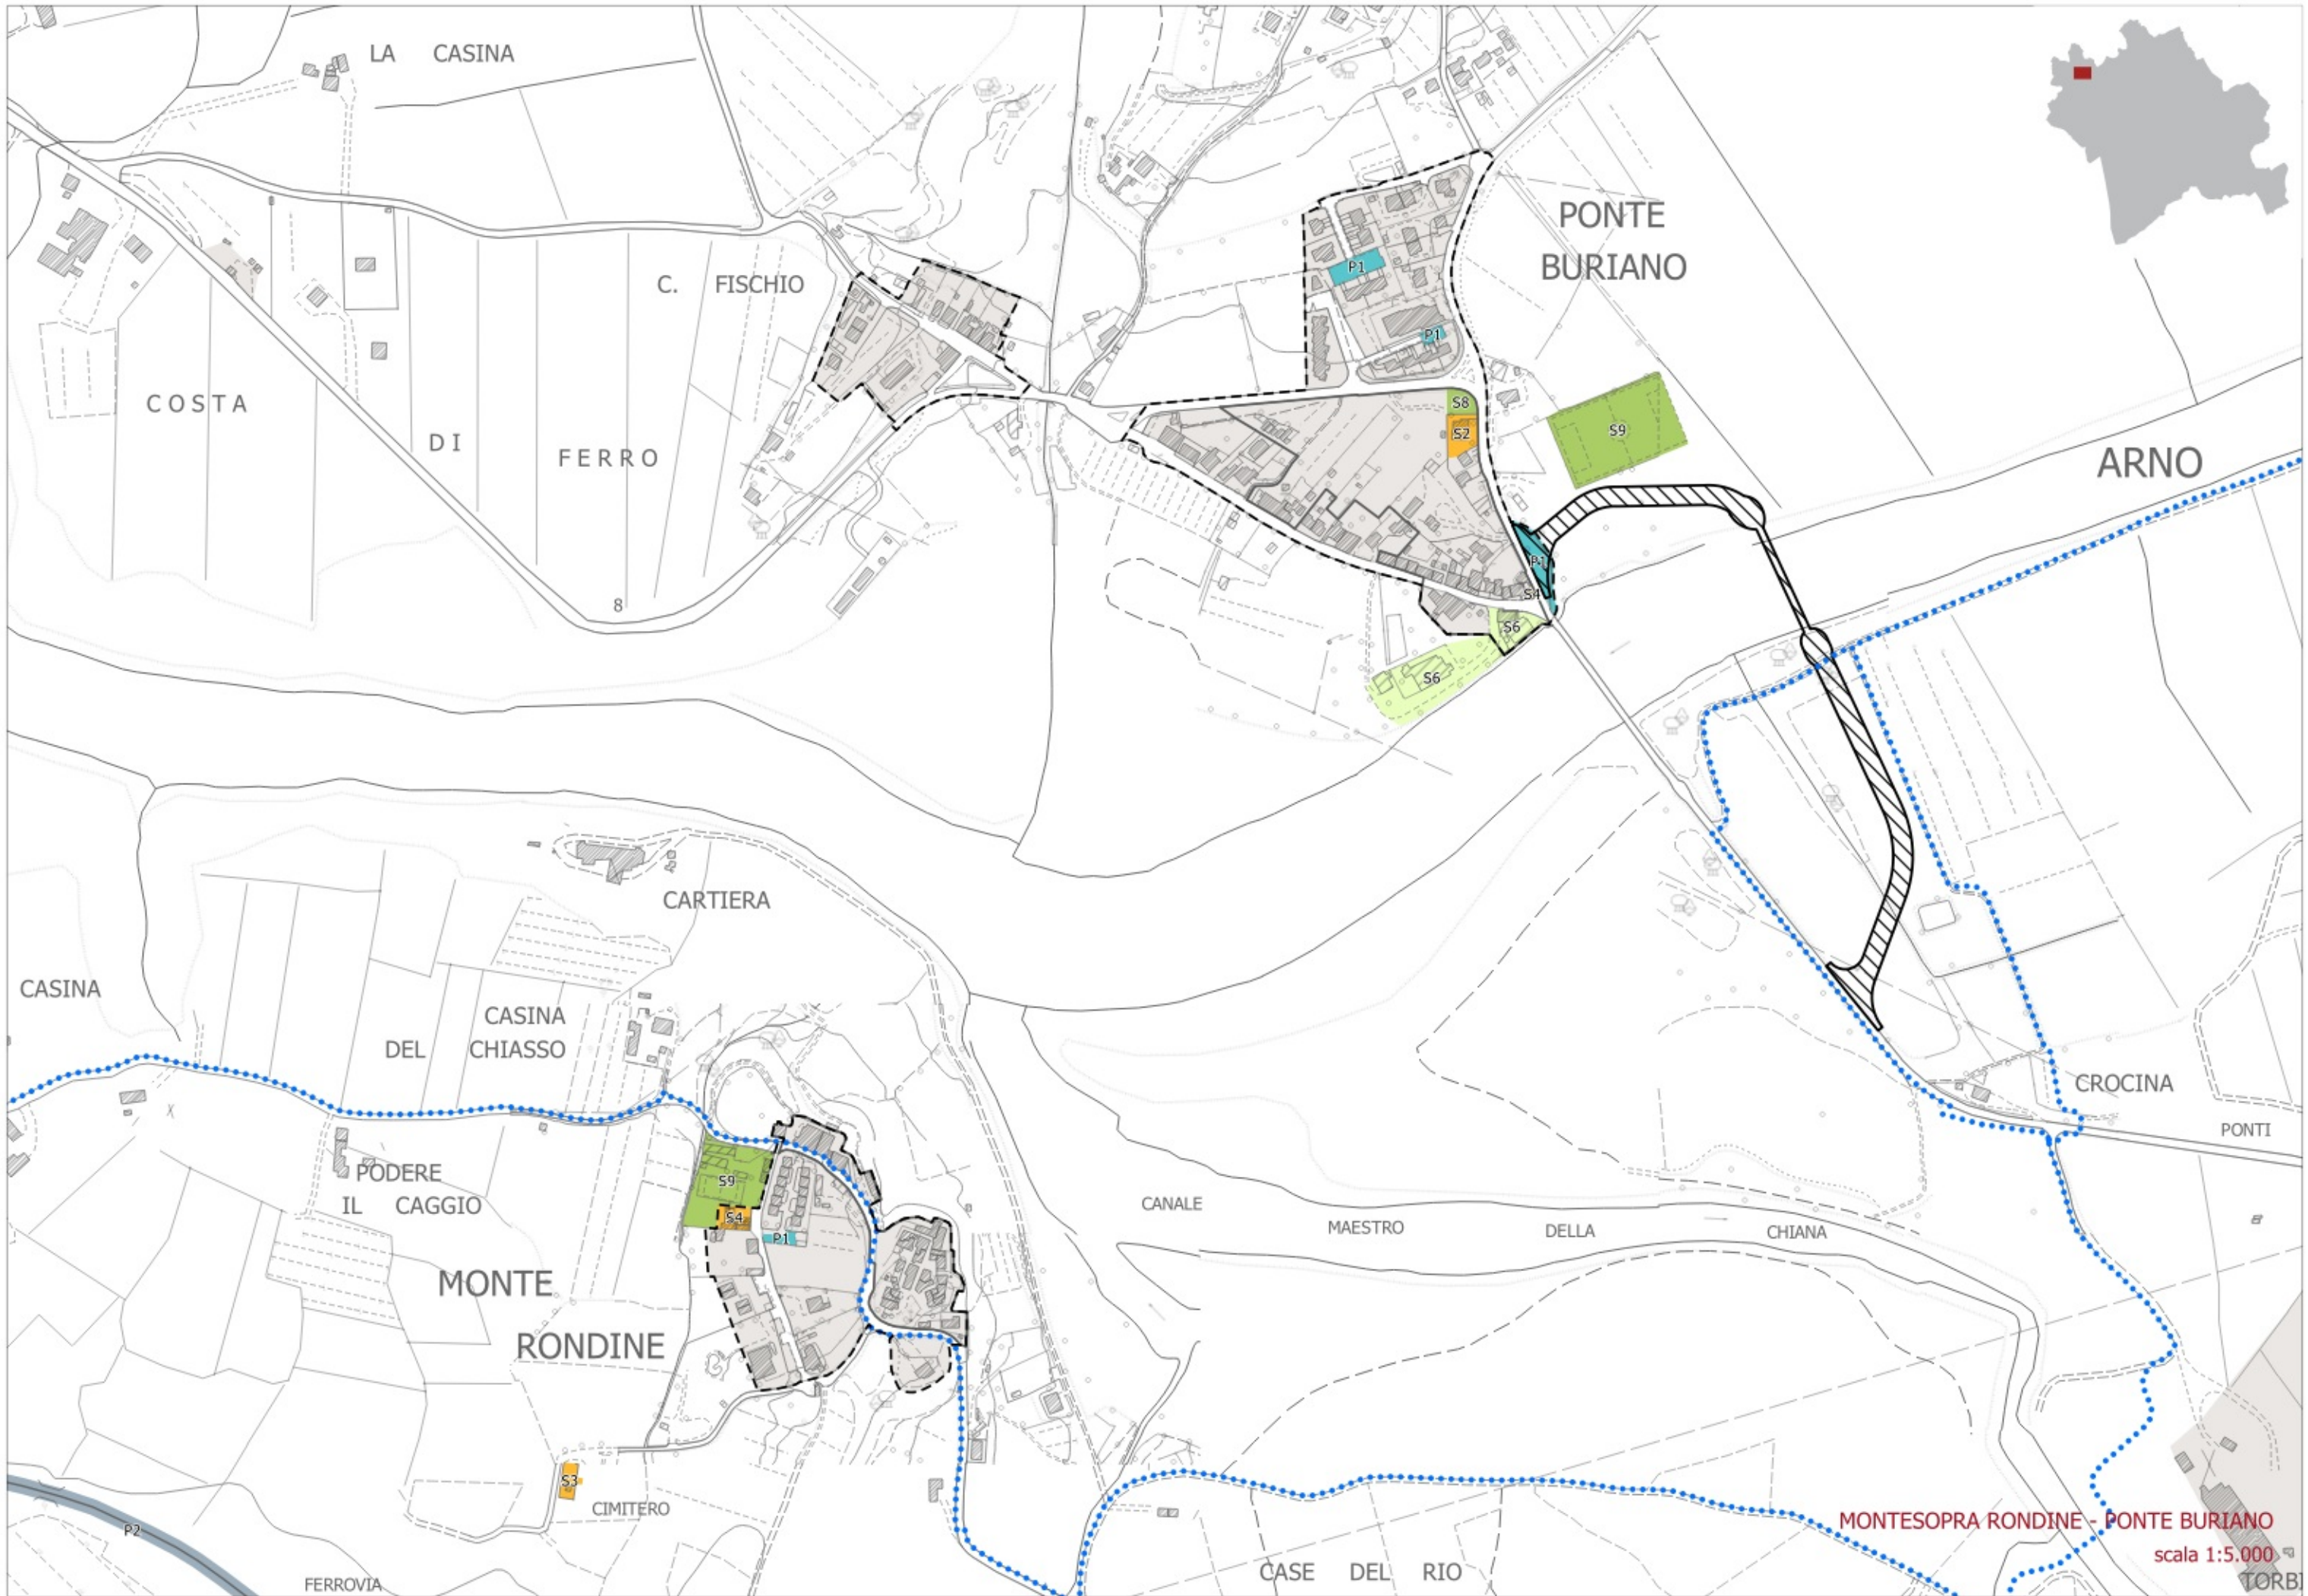 LA CASINA
PONTE
BURIANO
P1
C. FISCHIO
P1
COSTA
S8
S9
DI
S2
FERRO
ARNO
P1
S4
8
S6
S6
CARTIERA
CASINA
CASINA
DEL CHIASSO
CROCINA
PONTI
PODERE
S9
IL CAGGIO
CANALE
S4
MAESTRO
DELLA
CHIANA
P1
MONTE
RONDINE
S3
CIMITERO
P2
MONTESOPRA RONDINE - PONTE BURIANO
scala 1:5.000
CASE DEL RIO
FERROVIA
TORBI